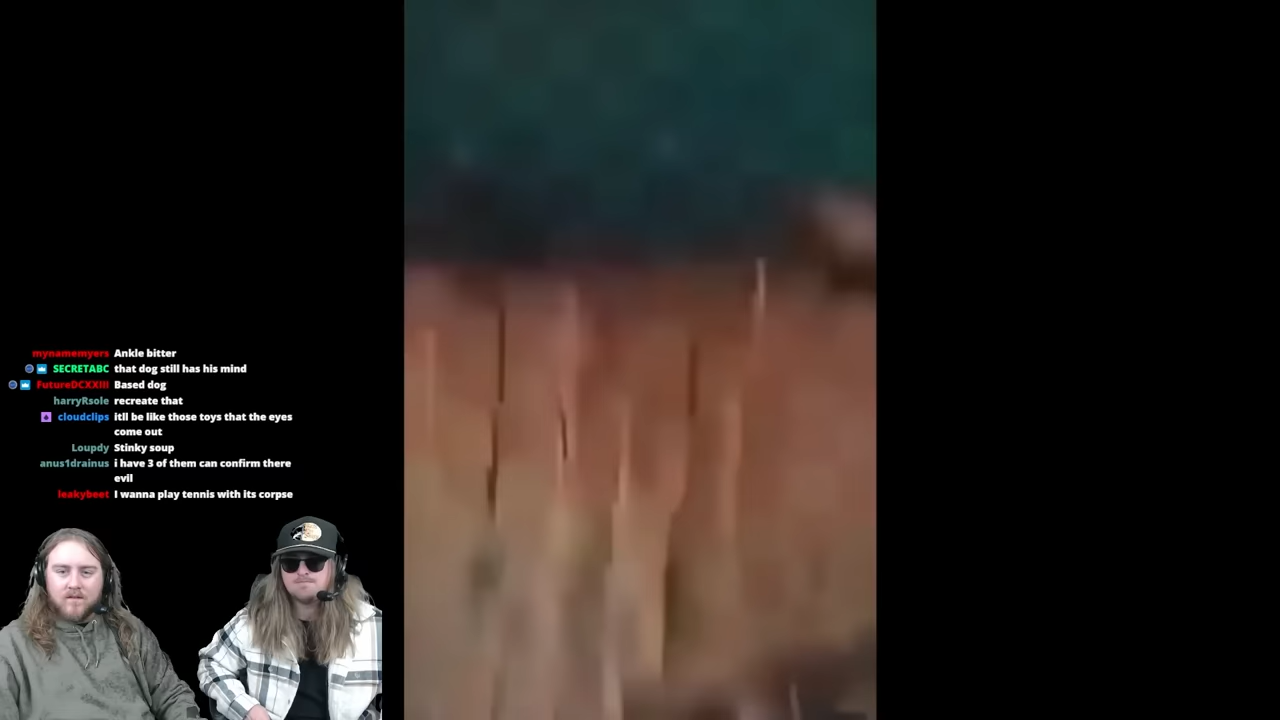 mynamemyers Ankle bitter
SECRETABC that dog still has his mind
FutureDCXXIII Based dog
harryRsole recreate that
cloudclips itll be like those toys that the eyes
come out
Loupdy Stinky soup
anus1drainus i have 3 of them can confirm there
evil
leakybeet I wanna play tennis with its corpse